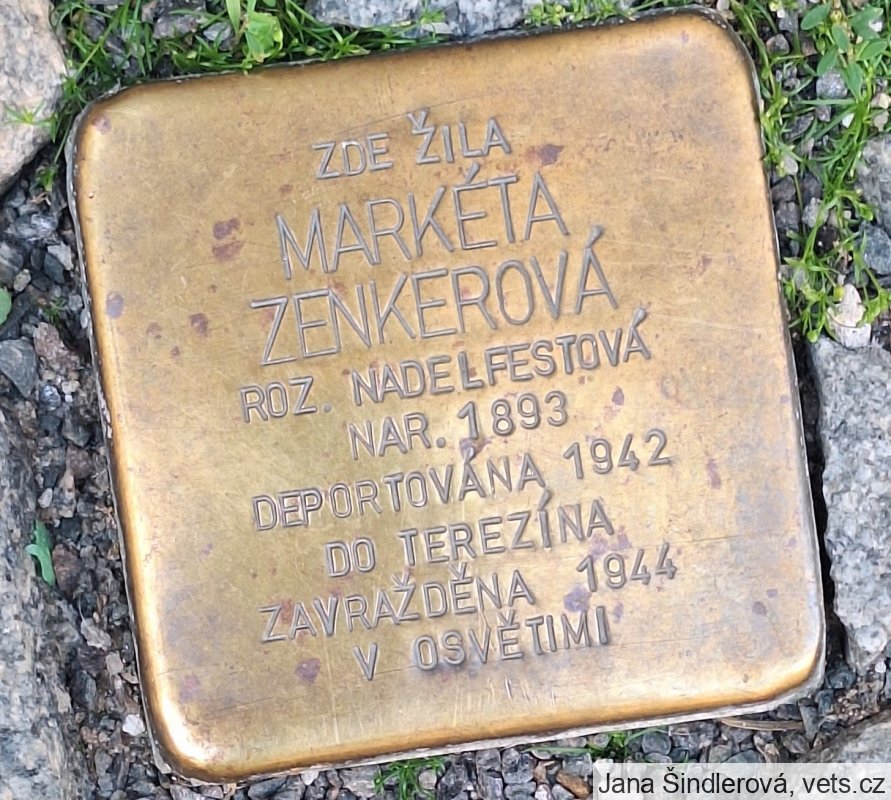 ZDE ŽILA
MARKÉTA
ZENKEROVÁ
ROZ. NADELFESTOVÁ
NAR. 1893
DEPORTOVÁNA 1942
DO TEREZÍNA
ZAVRAŽDĚNA 1944
V OSVĚTIMI
Jana Šindlerová, vets.cz